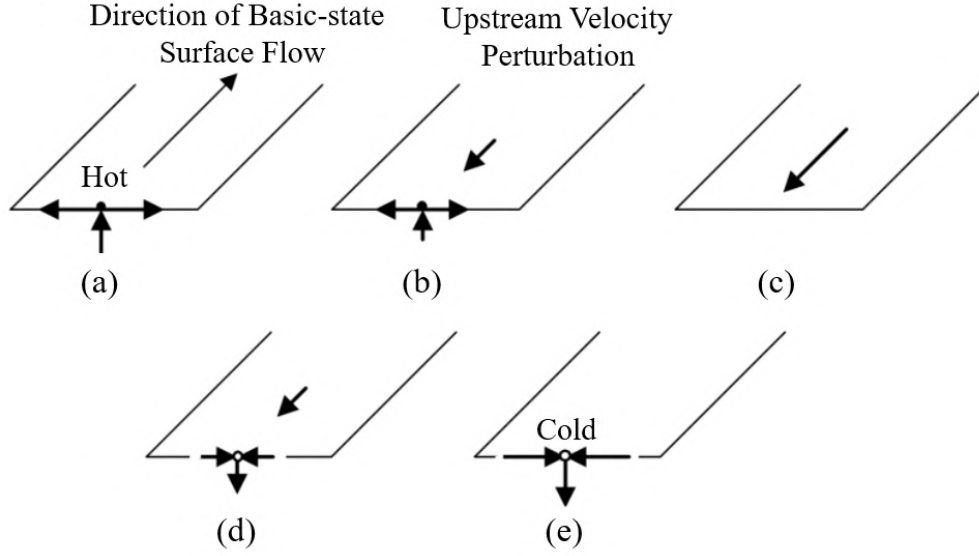 Direction of Basic-state
Surface Flow
Upstream Velocity
Perturbation
Hot
(a)
(b)
(c)
Cold
(d)
(e)